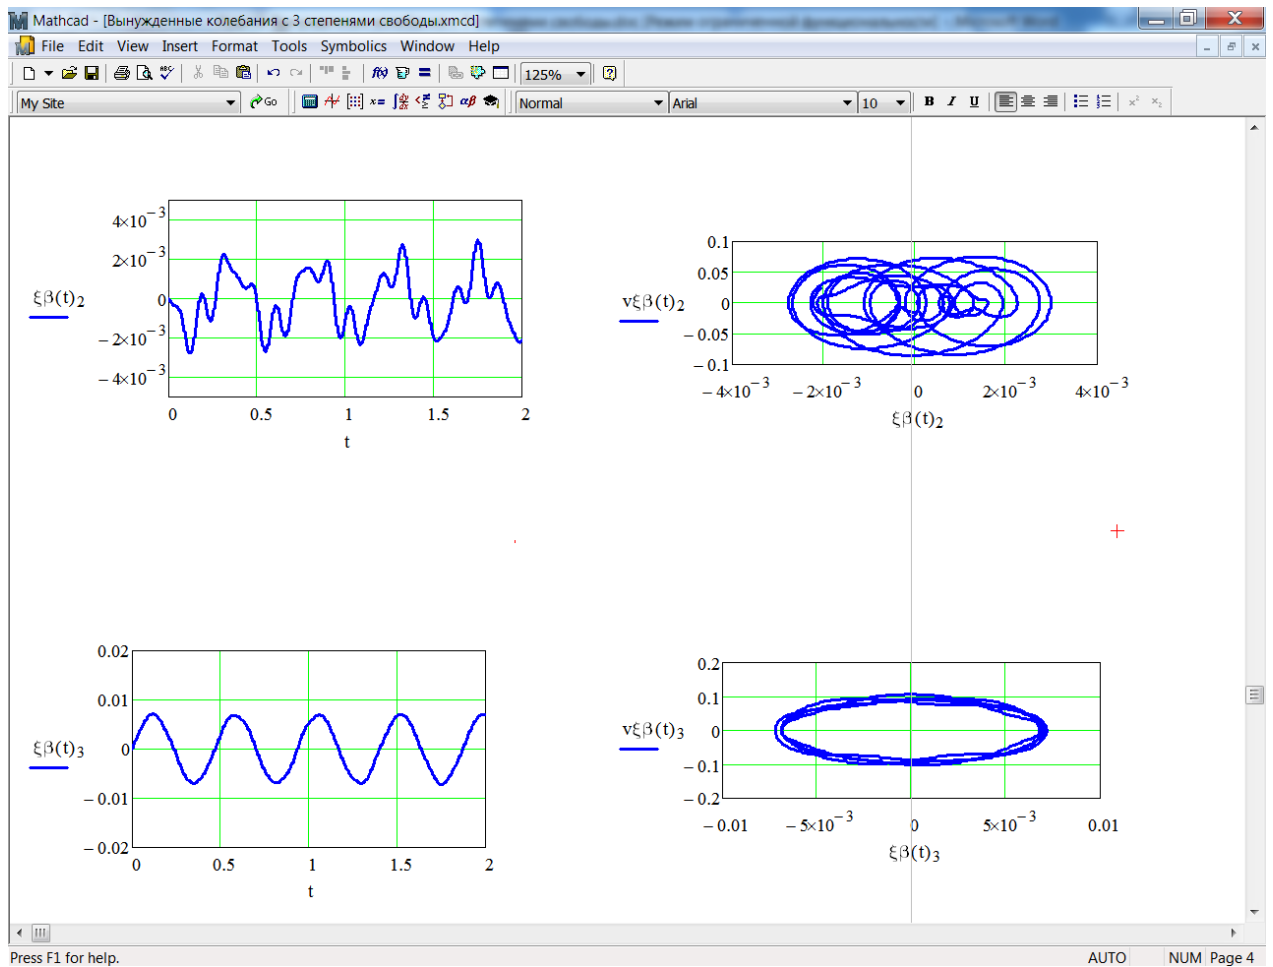 Mathcad - [Вынужденные колебания с 3 степенями свободы.xmcd]
File Edit View Insert Format Tools Symbolics Window Help
125%
My Site Go Normal Arial 10 B I U
4×10⁻³
2×10⁻³
0
−2×10⁻³
−4×10⁻³
ξβ(t)₂
0 0.5 1 1.5 2
t
0.1
0.05
0
−0.05
−0.1
vξβ(t)₂
−4×10⁻³ −2×10⁻³ 0 2×10⁻³ 4×10⁻³
ξβ(t)₂
0.02
0.01
0
−0.01
−0.02
ξβ(t)₃
0 0.5 1 1.5 2
t
0.2
0.1
0
−0.1
−0.2
vξβ(t)₃
−0.01 −5×10⁻³ 0 5×10⁻³ 0.01
ξβ(t)₃
Press F1 for help. AUTO NUM Page 4